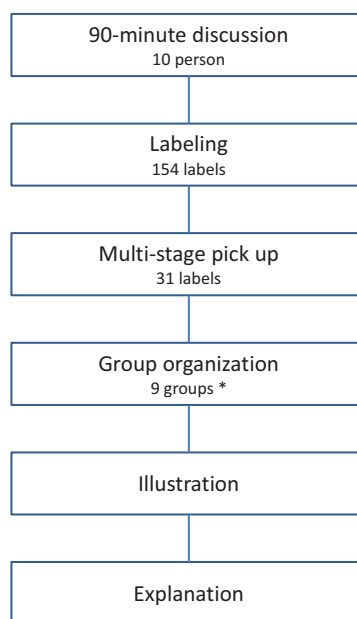 90-minute discussion
10 person
Labeling
154 labels
Multi-stage pick up
31 labels
Group organization
9 groups *
Illustration
Explanation